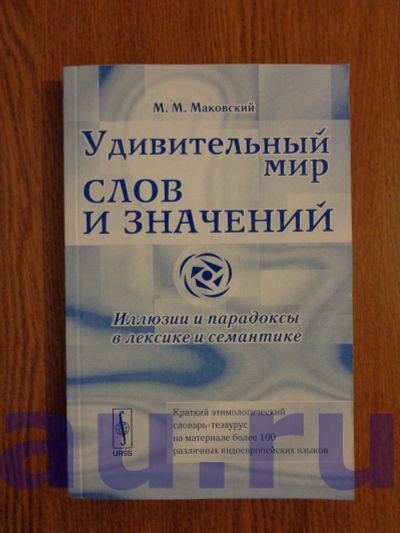 М. М. Маковский
Удивительный
мир
СЛОВ
И ЗНАЧЕНИЙ
Иллюзии и парадоксы
в лексике и семантике
Краткий этимологический
словарь-тезаурус
на материале более 100
различных индоевропейских языков
URSS
au.ru